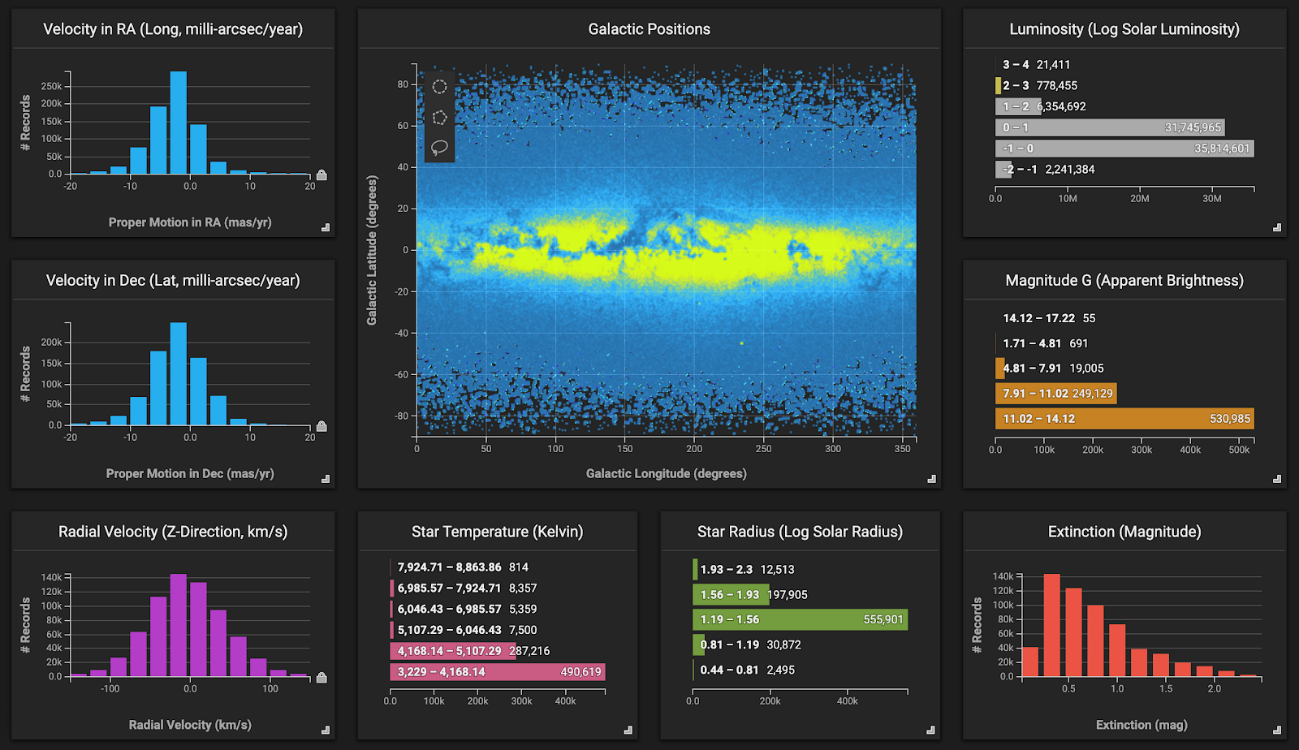 Velocity in RA (Long, milli-arcsec/year)
# Records
250k
200k
150k
100k
50k
0.0
-20 -10 0.0 10 20
Proper Motion in RA (mas/yr)
Galactic Positions
Galactic Latitude (degrees)
80
60
40
20
0
-20
-40
-60
-80
0 50 100 150 200 250 300 350
Galactic Longitude (degrees)
Luminosity (Log Solar Luminosity)
3 – 4 21,411
2 – 3 778,455
1 – 2 6,354,692
0 – 1 31,745,965
-1 – 0 35,814,601
-2 – -1 2,241,384
0.0 10M 20M 30M
Velocity in Dec (Lat, milli-arcsec/year)
# Records
200k
150k
100k
50k
0.0
-20 -10 0.0 10 20
Proper Motion in Dec (mas/yr)
Magnitude G (Apparent Brightness)
14.12 – 17.22 55
1.71 – 4.81 691
4.81 – 7.91 19,005
7.91 – 11.02 249,129
11.02 – 14.12 530,985
0.0 100k 200k 300k 400k 500k
Radial Velocity (Z-Direction, km/s)
# Records
140k
120k
100k
80k
60k
40k
20k
0.0
-100 0.0 100
Radial Velocity (km/s)
Star Temperature (Kelvin)
7,924.71 – 8,863.86 814
6,985.57 – 7,924.71 8,357
6,046.43 – 6,985.57 5,359
5,107.29 – 6,046.43 7,500
4,168.14 – 5,107.29 287,216
3,229 – 4,168.14 490,619
0.0 100k 200k 300k 400k
Star Radius (Log Solar Radius)
1.93 – 2.3 12,513
1.56 – 1.93 197,905
1.19 – 1.56 555,901
0.81 – 1.19 30,872
0.44 – 0.81 2,495
0.0 200k 400k
Extinction (Magnitude)
# Records
140k
120k
100k
80k
60k
40k
20k
0.0
0.5 1.0 1.5 2.0
Extinction (mag)